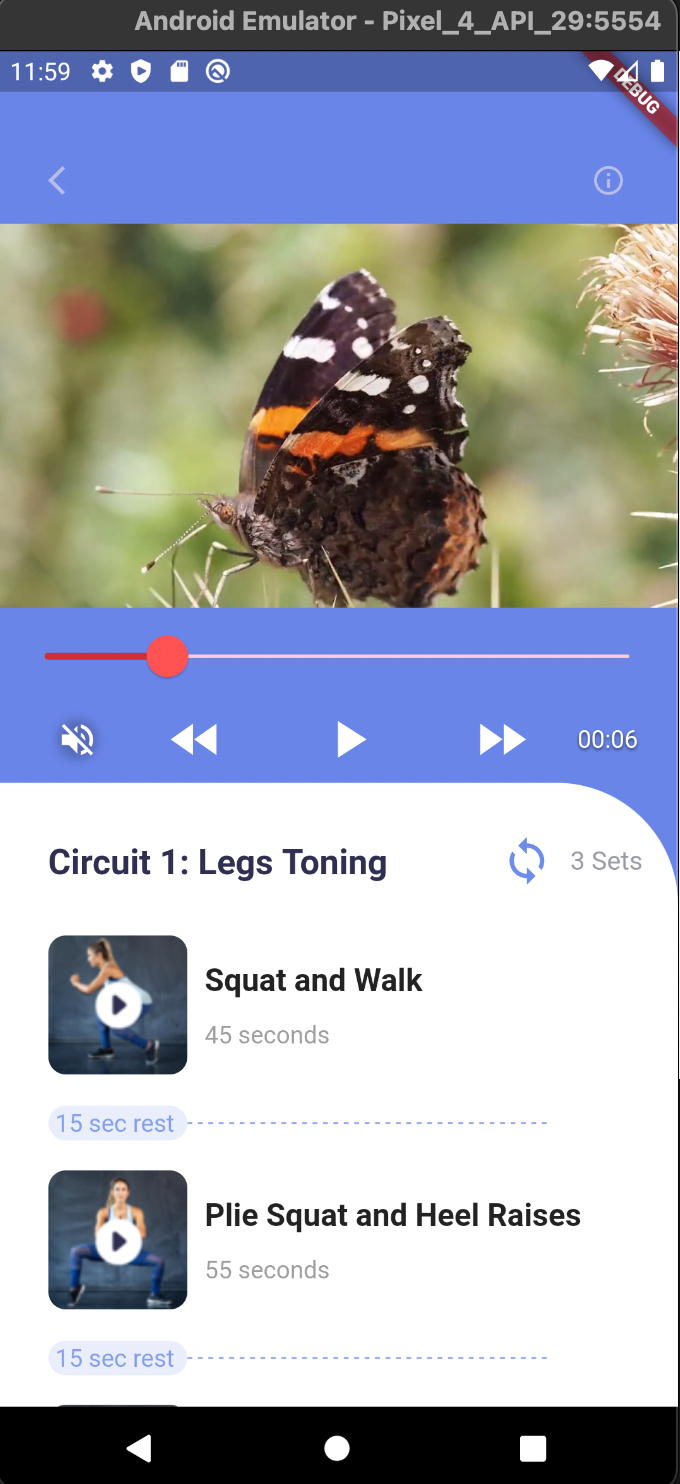 Android Emulator - Pixel_4_API_29:5554
11:59
DEBUG
00:06
Circuit 1: Legs Toning
3 Sets
Squat and Walk
45 seconds
15 sec rest
Plie Squat and Heel Raises
55 seconds
15 sec rest